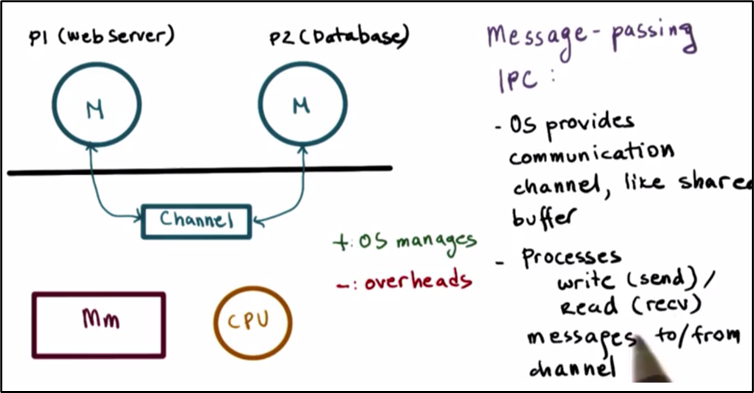 P1 (Web Server)
P2 (Database)
M
M
Channel
+: OS manages
-: overheads
Mm
CPU
Message-passing
IPC:
- OS provides
communication
channel, like shared
buffer
- Processes
write (send) /
Read (recv)
messages to/from
channel